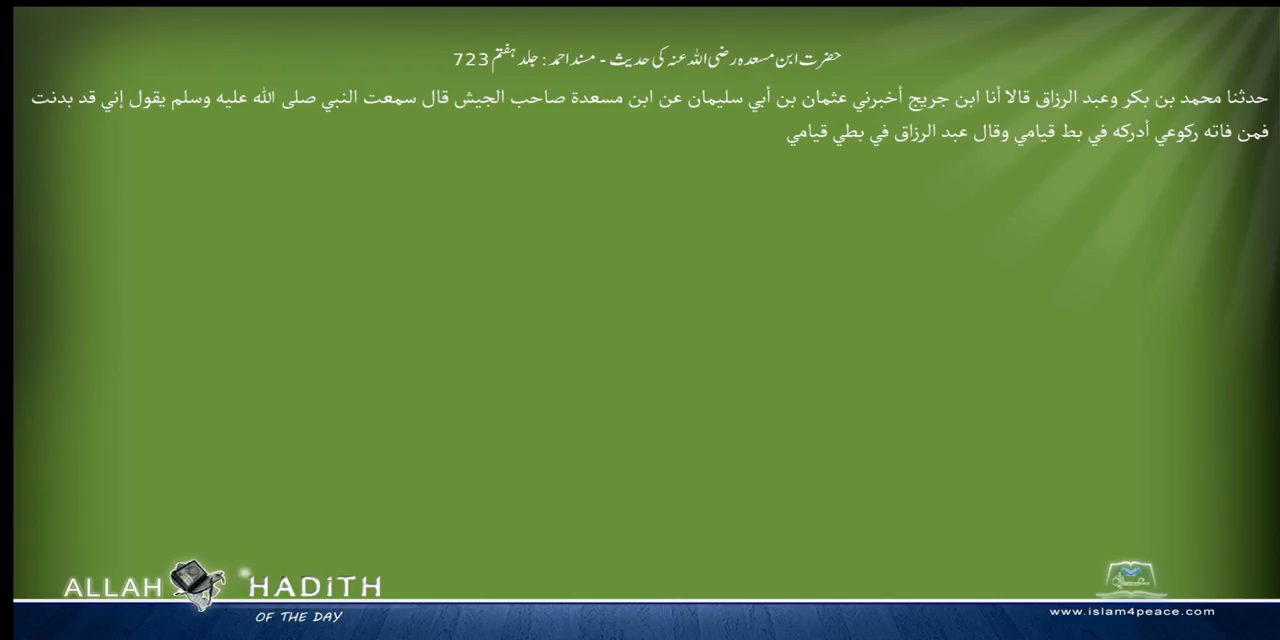 حضرت ابن مسعدہ رضی اللہ عنہ کی حدیث - مسند احمد : جلد ہفتم 723
حدثنا محمد بن بكر وعبد الرزاق قالا أنا ابن جريج أخبرني عثمان بن أبي سليمان عن ابن مسعدة صاحب الجيش قال سمعت النبي صلى الله عليه وسلم يقول إني قد بدنت
فمن فاته ركوعي أدركه في بط قيامي وقال عبد الرزاق في بطي قيامي
ALLAH HADITH
OF THE DAY
www.islam4peace.com